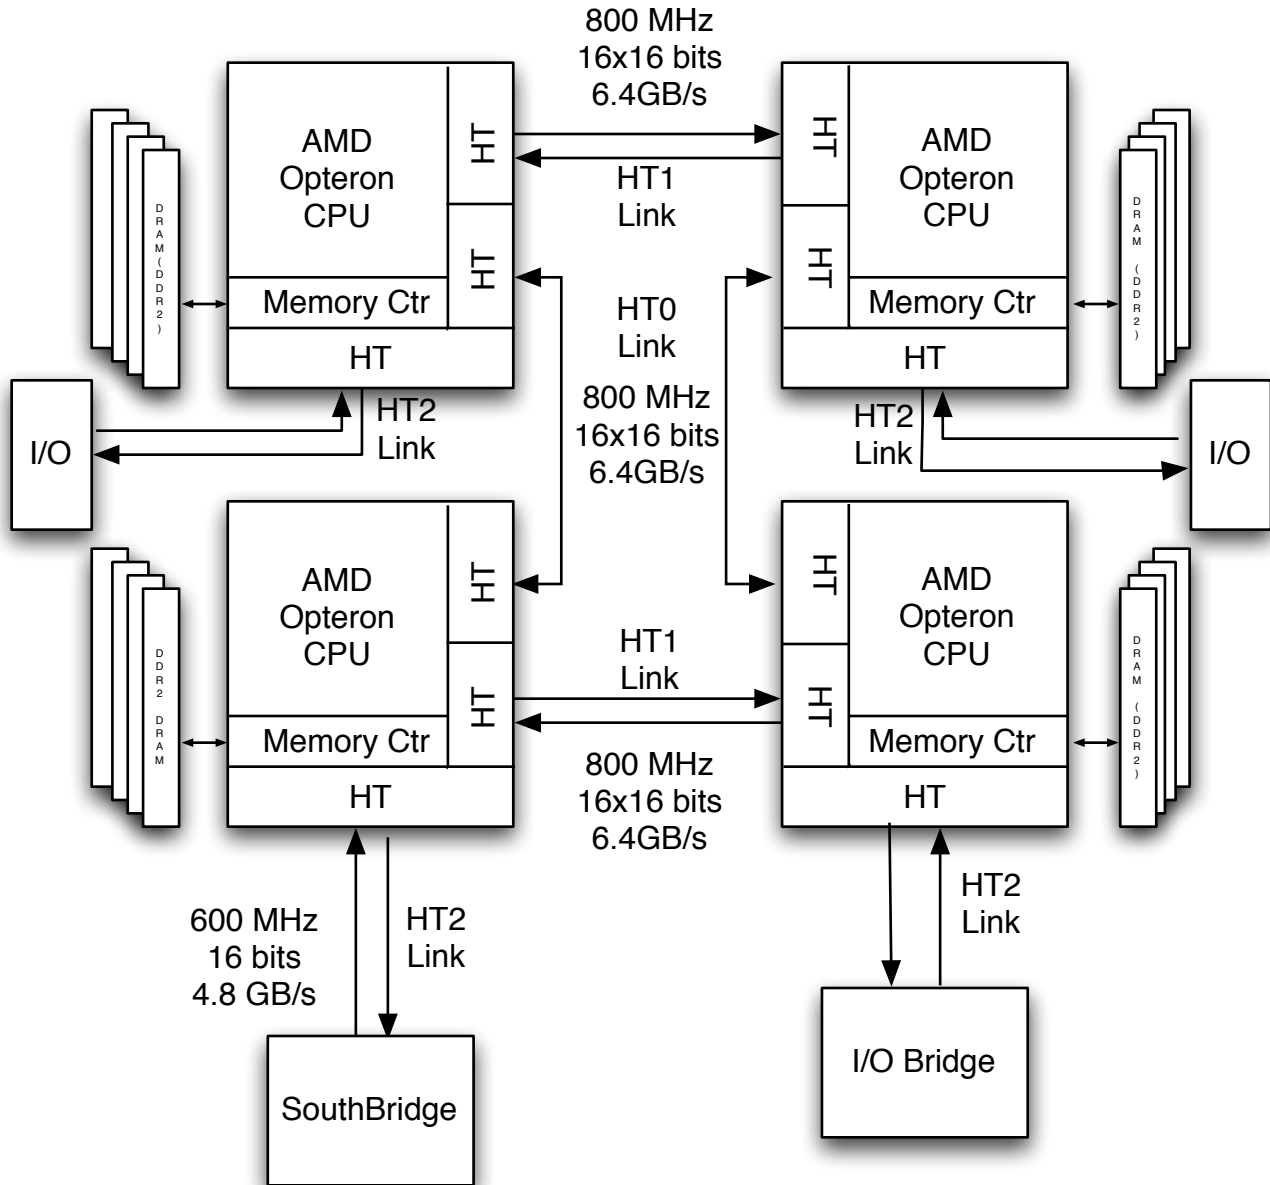 800 MHz
16x16 bits
6.4GB/s
AMD
Opteron
CPU
HT
HT
Memory Ctr
HT
DRAM(DDR2)
HT1
Link
HT
HT
AMD
Opteron
CPU
Memory Ctr
HT
DRAM (DDR2)
HT0
Link
800 MHz
16x16 bits
6.4GB/s
I/O
HT2
Link
HT2
Link
I/O
AMD
Opteron
CPU
HT
HT
Memory Ctr
HT
DDR2 DRAM
HT1
Link
800 MHz
16x16 bits
6.4GB/s
HT
HT
AMD
Opteron
CPU
Memory Ctr
HT
DRAM (DDR2)
600 MHz
16 bits
4.8 GB/s
HT2
Link
HT2
Link
SouthBridge
I/O Bridge